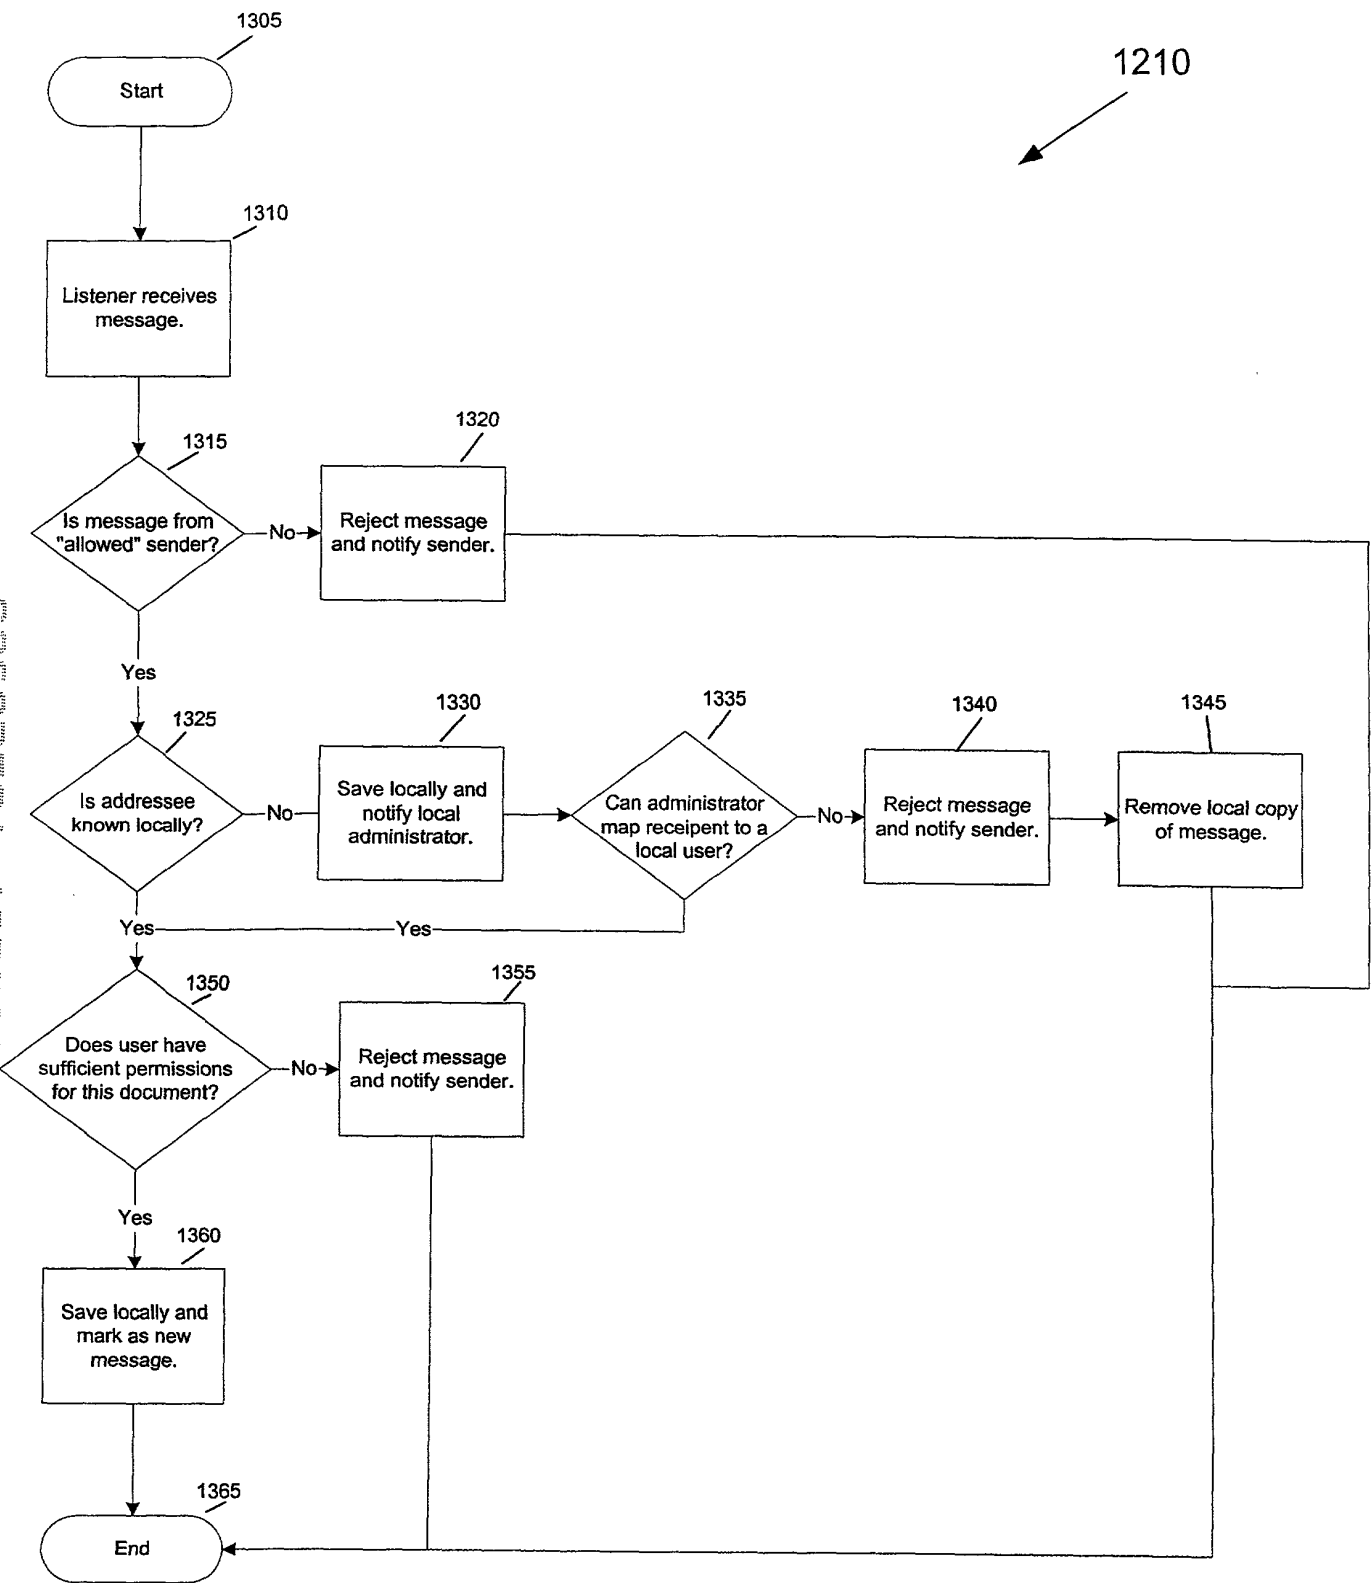 1305
1210
Start
1310
Listener receives
message.
1315
1320
Is message from
"allowed" sender?
No
Reject message
and notify sender.
Yes
1325
1330
1335
1340
1345
Is addressee
known locally?
No
Save locally and
notify local
administrator.
Can administrator
map receipent to a
local user?
No
Reject message
and notify sender.
Remove local copy
of message.
Yes
Yes
1350
1355
Does user have
sufficient permissions
for this document?
No
Reject message
and notify sender.
Yes
1360
Save locally and
mark as new
message.
1365
End